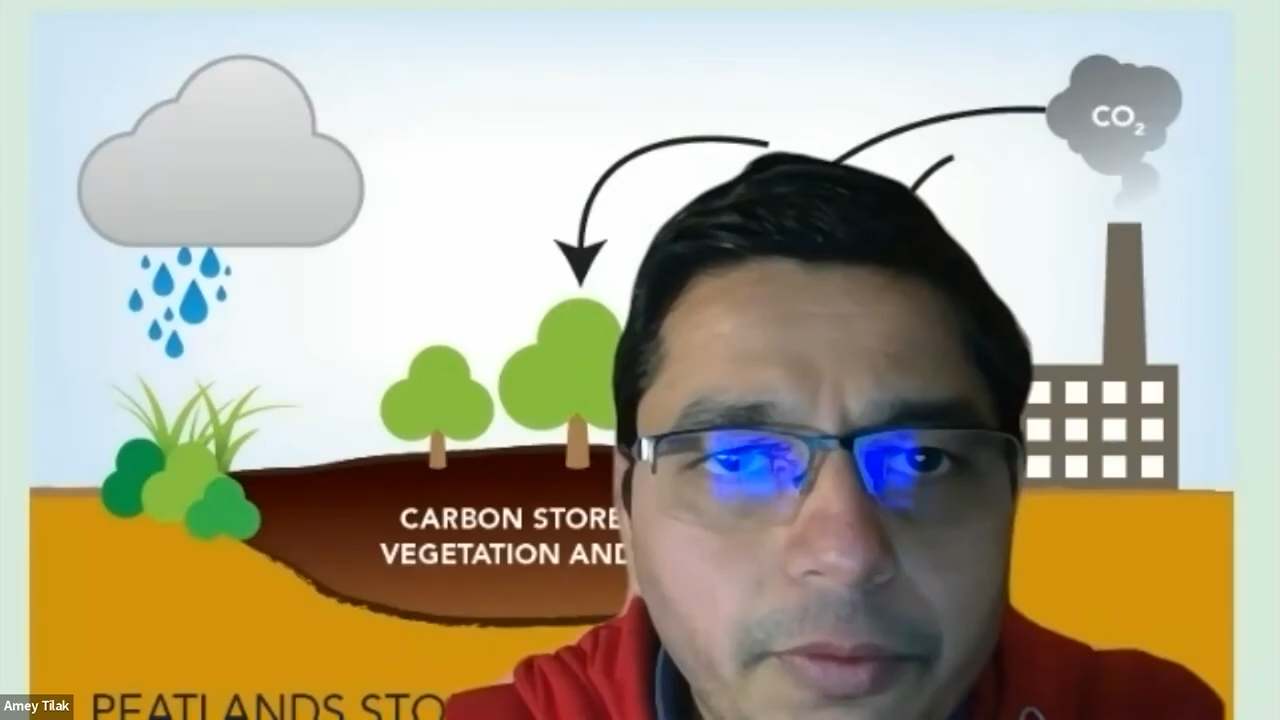 CO₂
CARBON STORE
VEGETATION AND
PEATLANDS STO
Amey Tilak